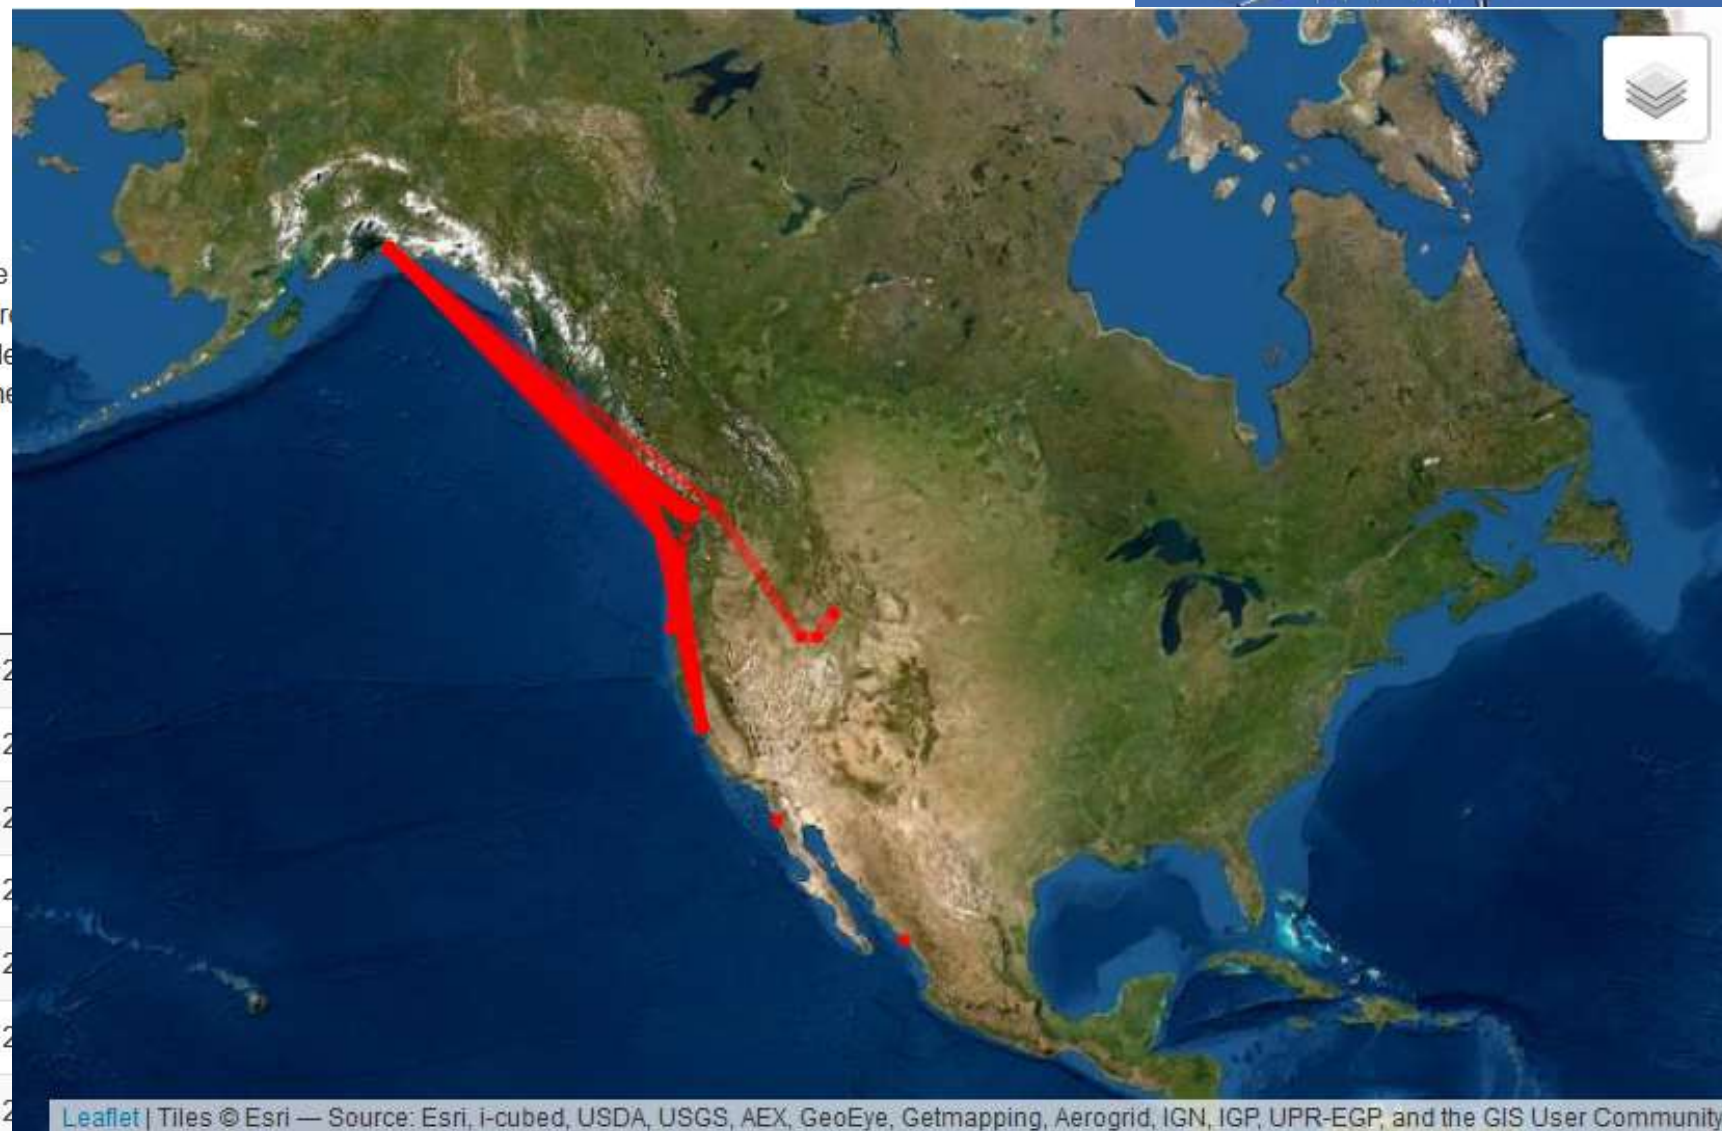 Leaflet | Tiles © Esri — Source: Esri, i-cubed, USDA, USGS, AEX, GeoEye, Getmapping, Aerogrid, IGN, IGP, UPR-EGP, and the GIS User Community